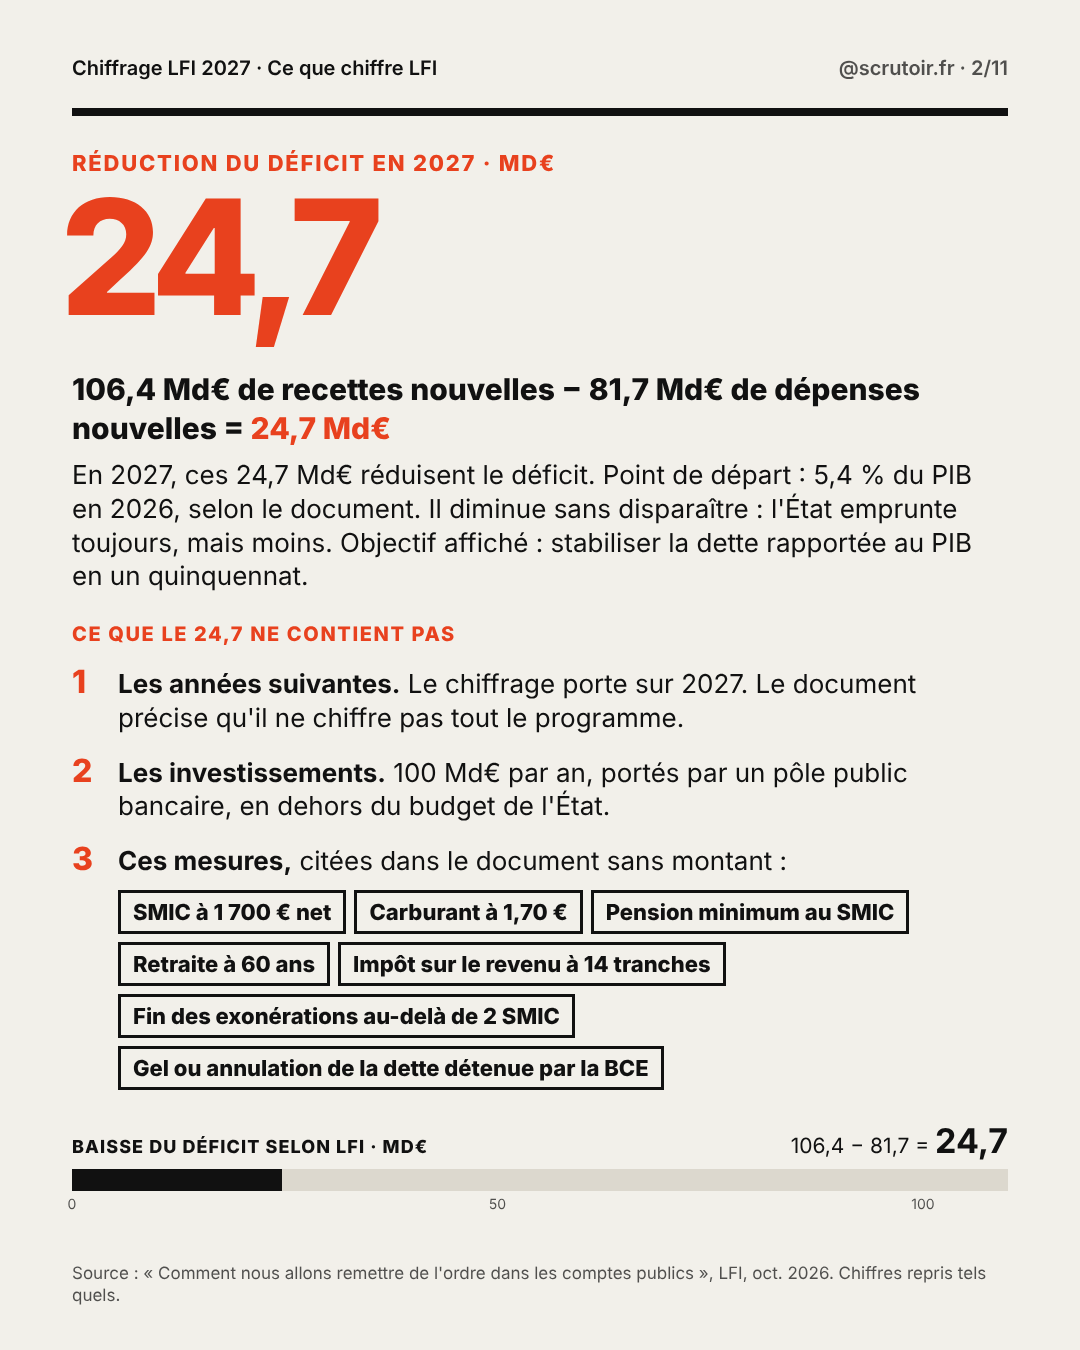 Chiffrage LFI 2027 · Ce que chiffre LFI
@scrutoir.fr · 2/11
RÉDUCTION DU DÉFICIT EN 2027 · MD€
24,7
106,4 Md€ de recettes nouvelles − 81,7 Md€ de dépenses
nouvelles = 24,7 Md€
En 2027, ces 24,7 Md€ réduisent le déficit. Point de départ : 5,4 % du PIB
en 2026, selon le document. Il diminue sans disparaître : l'État emprunte
toujours, mais moins. Objectif affiché : stabiliser la dette rapportée au PIB
en un quinquennat.
CE QUE LE 24,7 NE CONTIENT PAS
1 Les années suivantes. Le chiffrage porte sur 2027. Le document
précise qu'il ne chiffre pas tout le programme.
2 Les investissements. 100 Md€ par an, portés par un pôle public
bancaire, en dehors du budget de l'État.
3 Ces mesures, citées dans le document sans montant :
SMIC à 1 700 € net Carburant à 1,70 € Pension minimum au SMIC
Retraite à 60 ans Impôt sur le revenu à 14 tranches
Fin des exonérations au-delà de 2 SMIC
Gel ou annulation de la dette détenue par la BCE
BAISSE DU DÉFICIT SELON LFI · MD€
106,4 − 81,7 = 24,7
0 50 100
Source : « Comment nous allons remettre de l'ordre dans les comptes publics », LFI, oct. 2026. Chiffres repris tels
quels.